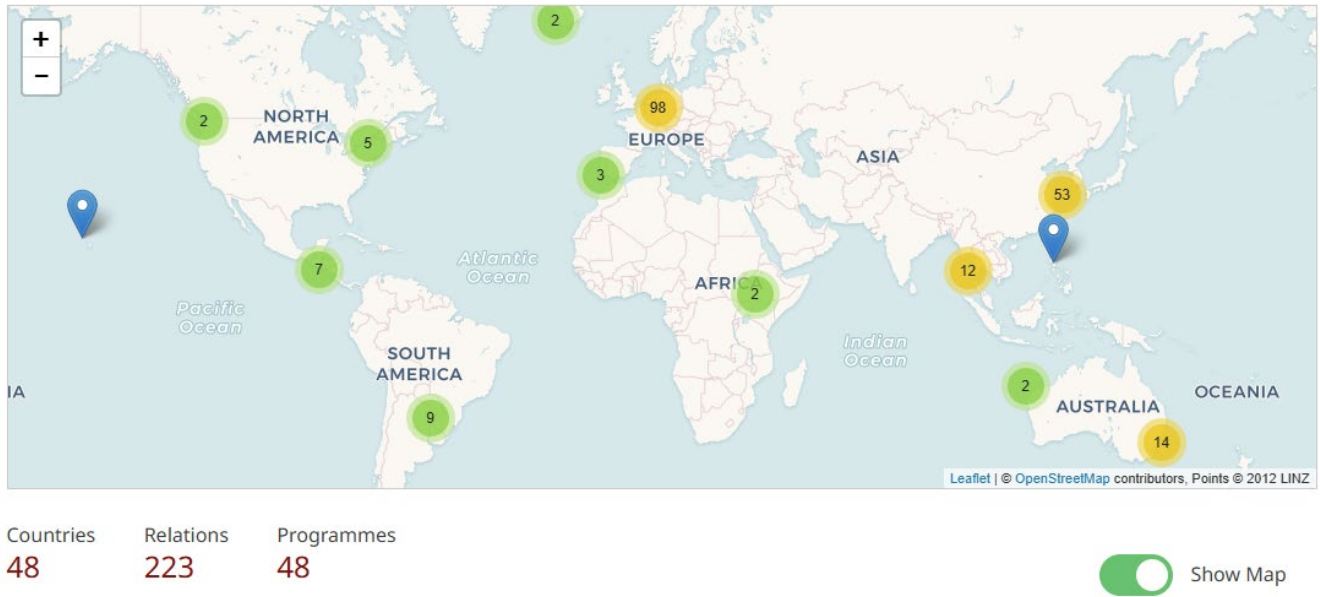 +
−
2
2
NORTH
AMERICA
5
98
EUROPE
ASIA
3
53
7
Atlantic
Ocean
AFRICA
2
12
Pacific
Ocean
Indian
Ocean
SOUTH
AMERICA
9
2
IA
AUSTRALIA
OCEANIA
14
Leaflet | © OpenStreetMap contributors, Points © 2012 LINZ
Countries Relations Programmes
48 223 48
Show Map